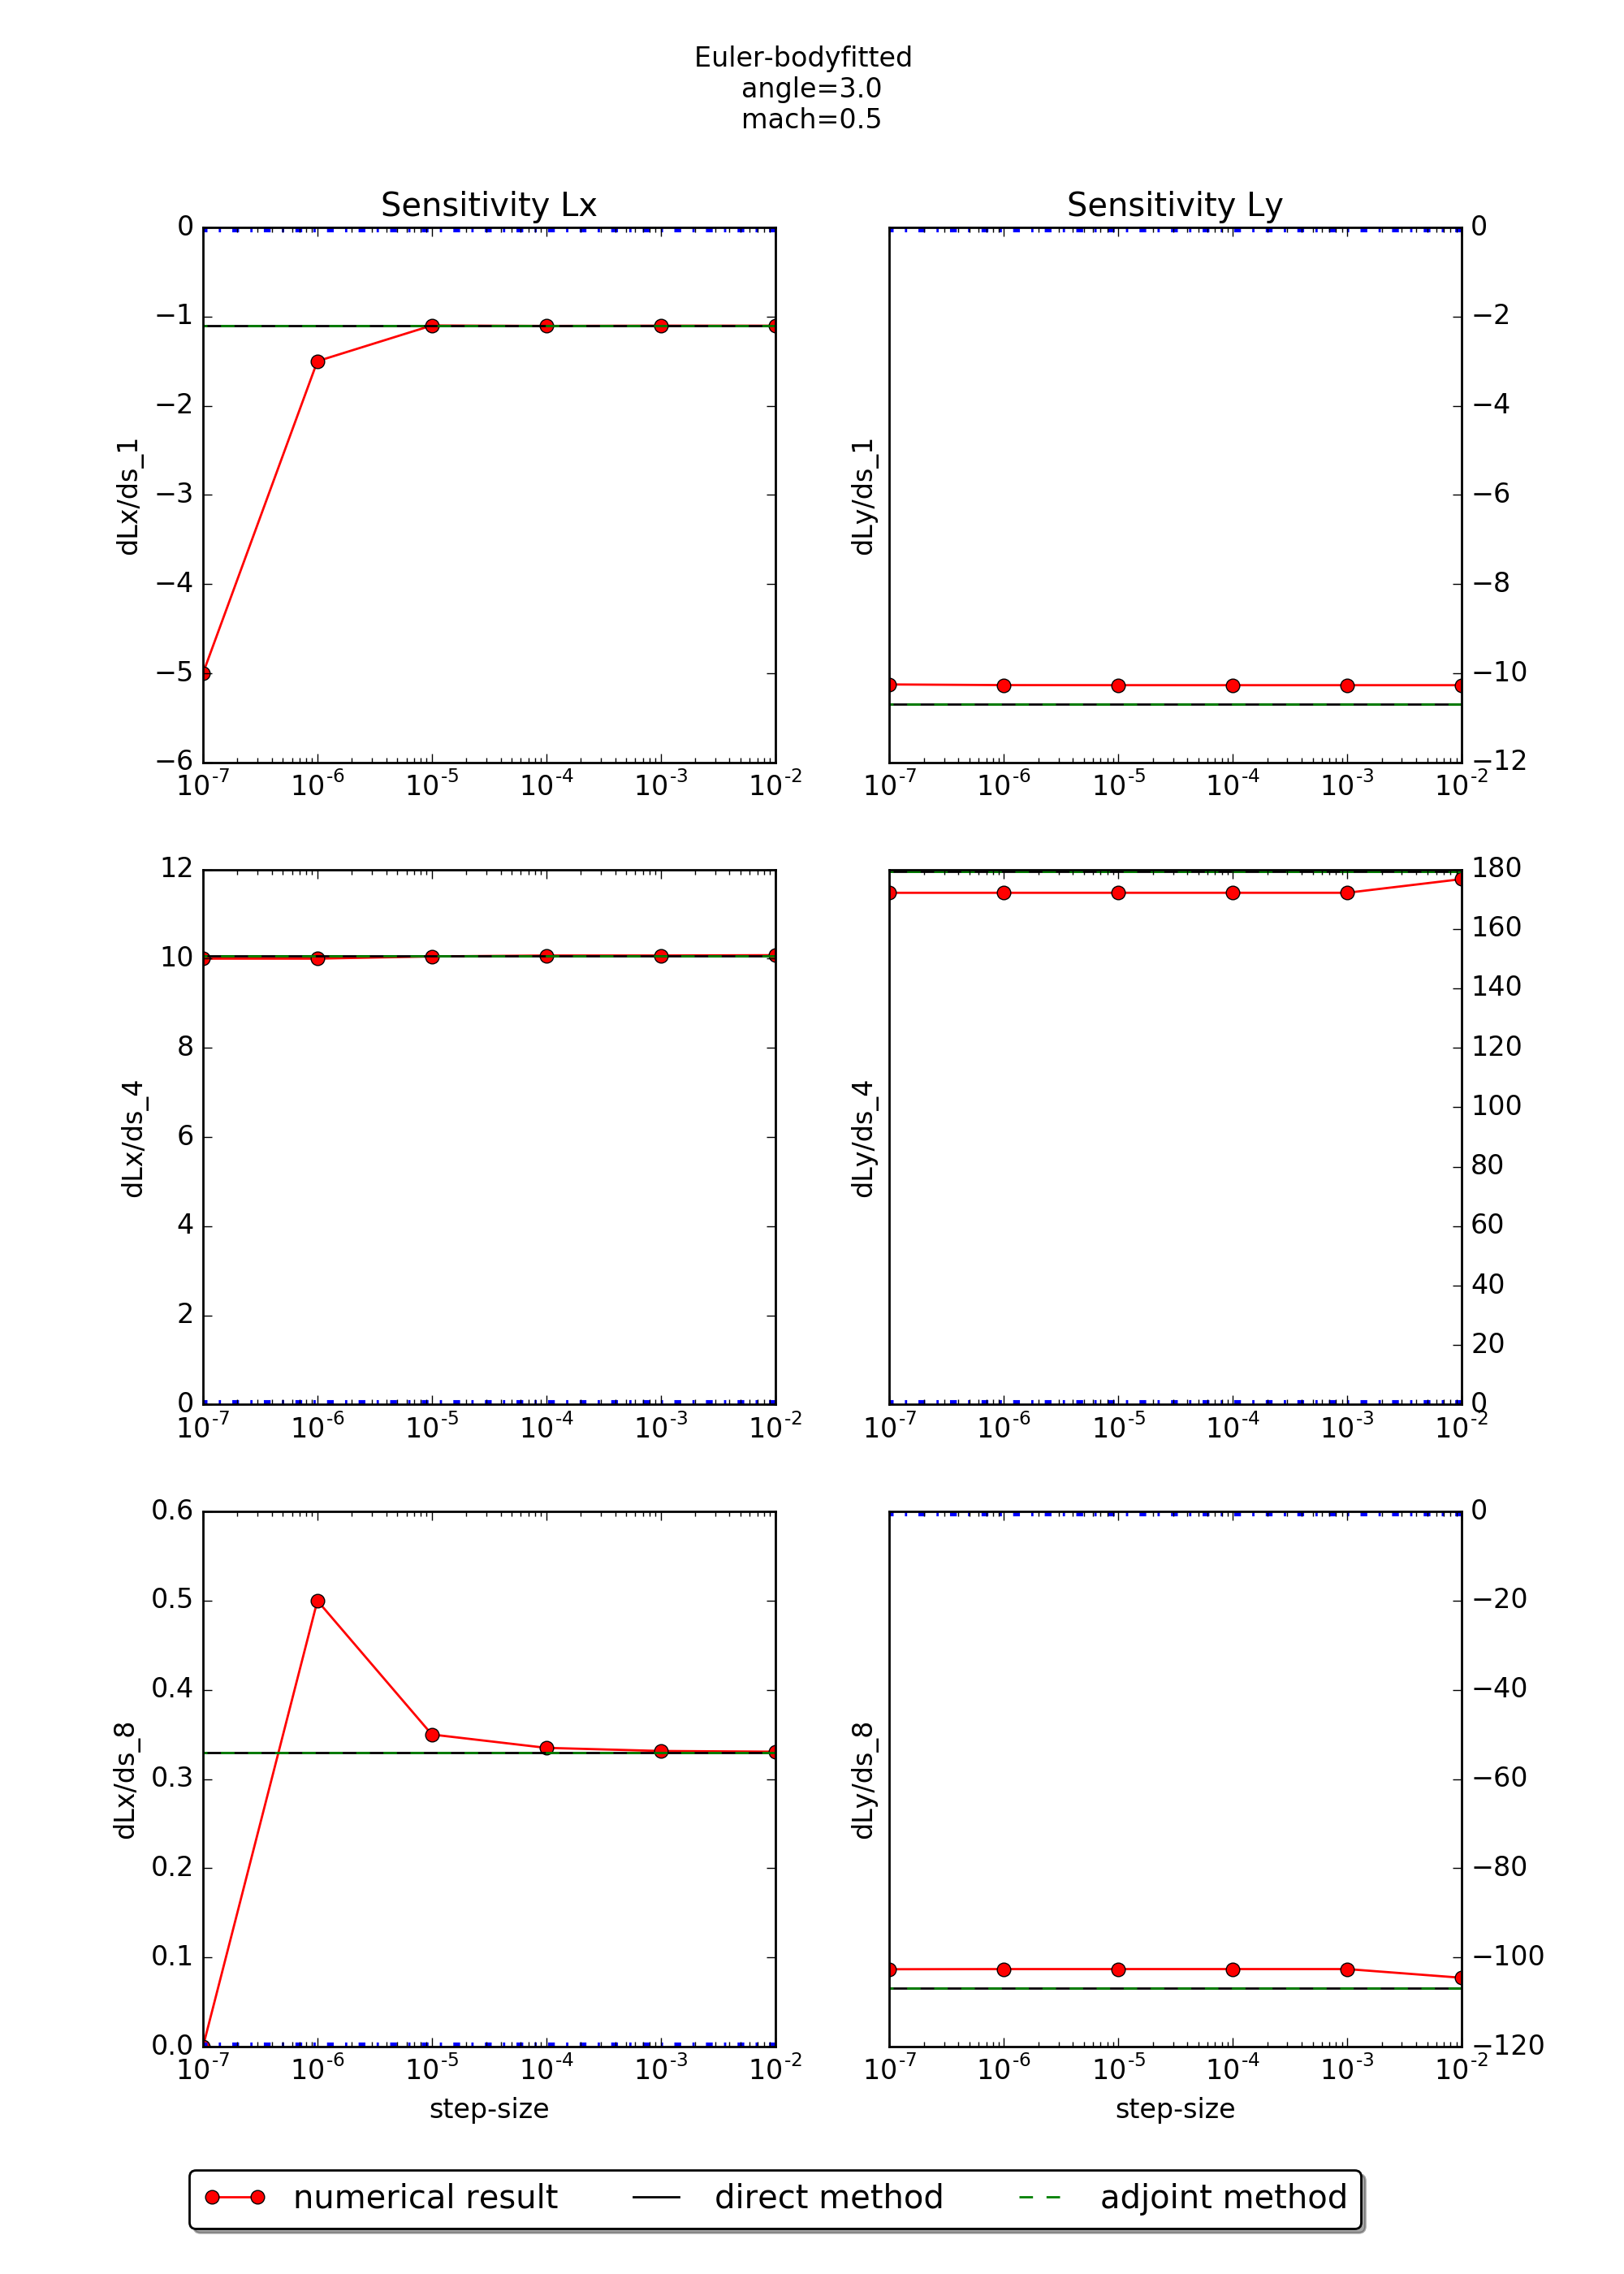 Euler-bodyfitted
angle=3.0
mach=0.5
Sensitivity Lx
0
−1
−2
−3
−4
−5
−6
dLx/ds_1
10^-7 10^-6 10^-5 10^-4 10^-3 10^-2
Sensitivity Ly
0
−2
−4
−6
−8
−10
−12
dLy/ds_1
10^-7 10^-6 10^-5 10^-4 10^-3 10^-2
12
10
8
6
4
2
0
dLx/ds_4
10^-7 10^-6 10^-5 10^-4 10^-3 10^-2
180
160
140
120
100
80
60
40
20
0
dLy/ds_4
10^-7 10^-6 10^-5 10^-4 10^-3 10^-2
0.6
0.5
0.4
0.3
0.2
0.1
0.0
dLx/ds_8
10^-7 10^-6 10^-5 10^-4 10^-3 10^-2
step-size
0
−20
−40
−60
−80
−100
−120
dLy/ds_8
10^-7 10^-6 10^-5 10^-4 10^-3 10^-2
step-size
numerical result direct method adjoint method